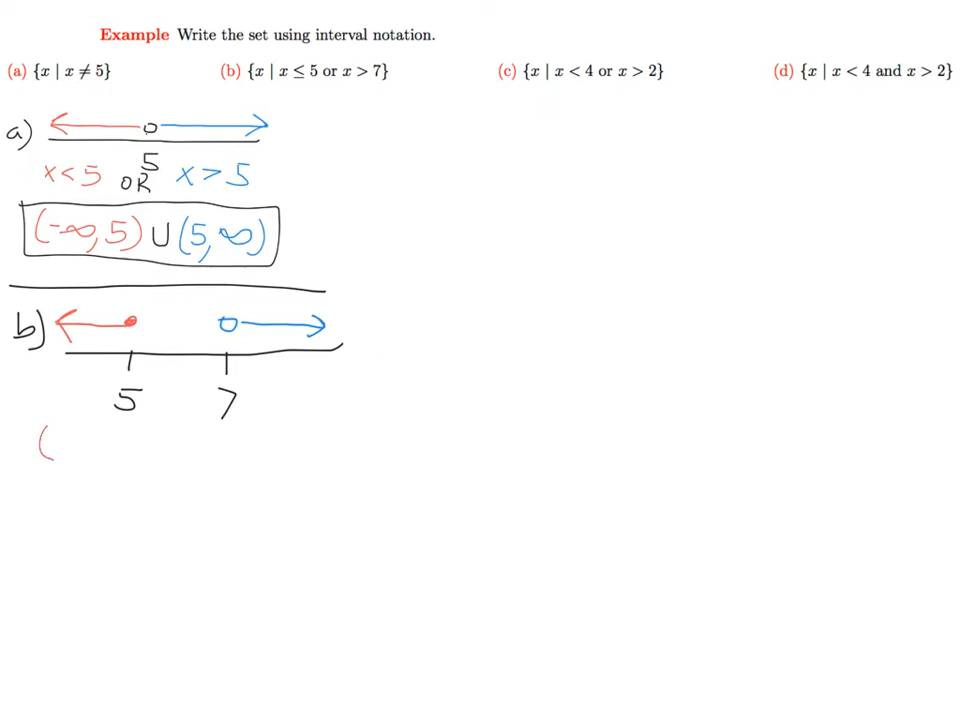 Example Write the set using interval notation.
(a) {x | x ≠ 5} (b) {x | x ≤ 5 or x > 7} (c) {x | x < 4 or x > 2} (d) {x | x < 4 and x > 2}
a)
5
x < 5 OR x > 5
(-∞, 5) ∪ (5, ∞)
b)
5 7
(